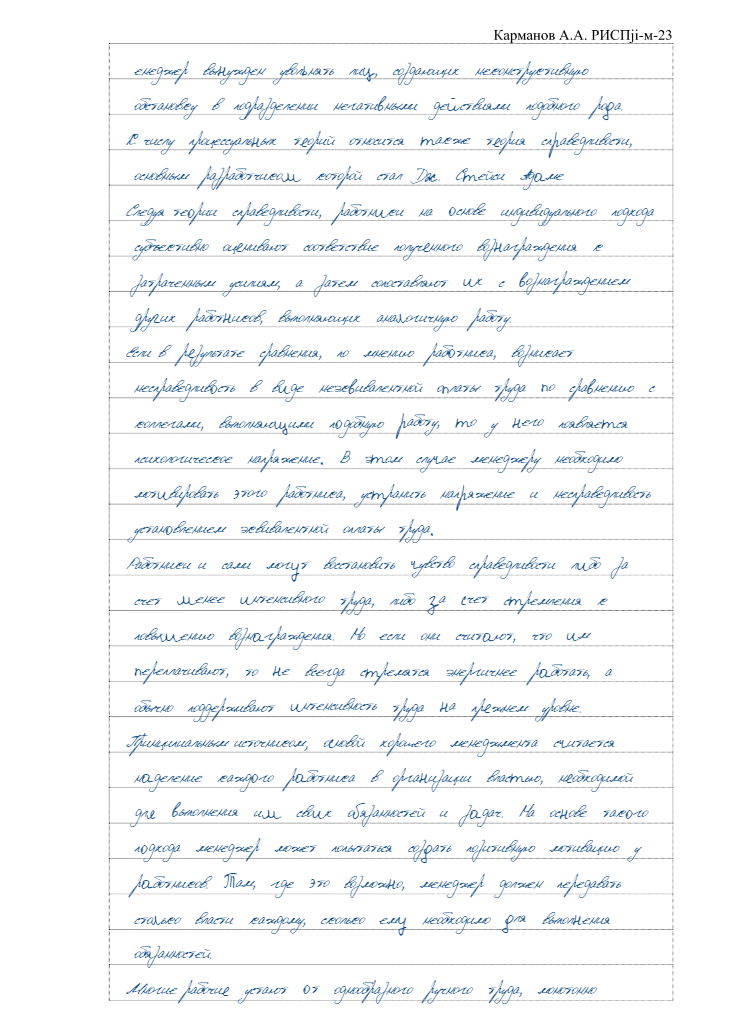 Карманов А.А. РИСПji-м-23
енеджер вынужден увольнять лиц, создающих неконструктивную
обстановку в подразделении негативными действиями подобного рода.
К числу процессуальных теорий относится также теория справедливости,
основным разработчиком которой стал Дж. Стейси Адамс
Следуя теории справедливости, работники на основе индивидуального подхода
субъективно оценивают соответствие полученного вознаграждения к
затраченным усилиям, а затем сопоставляют их с вознаграждением
других работников, выполняющих аналогичную работу.
Если в результате сравнения, по мнению работника, возникает
несправедливость в виде неэквивалентной оплаты труда по сравнению с
коллегами, выполняющими подобную работу, то у него появляется
психологическое напряжение. В этом случае менеджеру необходимо
мотивировать этого работника, устранить напряжение и несправедливость
установлением эквивалентной оплаты труда.
Работники и сами могут восстановить чувство справедливости либо за
счет менее интенсивного труда, либо за счет стремления к
повышению вознаграждения. Но если они считают, что им
переплачивают, то не всегда стремятся энергичнее работать, а
обычно поддерживают интенсивность труда на прежнем уровне.
Принципиальным источником, основой хорошего менеджмента считается
наделение каждого работника в организации властью, необходимой
для выполнения им своих обязанностей и задач. На основе такого
подхода менеджер может попытаться создать позитивную мотивацию у
работников. Там, где это возможно, менеджер должен передавать
столько власти каждому, сколько ему необходимо для выполнения
обязанностей.
Многие рабочие устают от однообразного ручного труда, монотонно